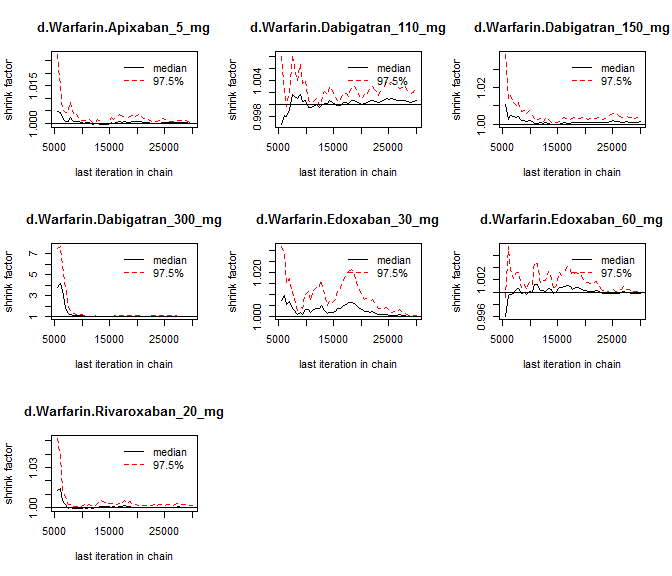 d.Warfarin.Apixaban_5_mg
shrink factor
1.000 1.015
median
97.5%
5000 15000 25000
last iteration in chain
d.Warfarin.Dabigatran_110_mg
shrink factor
0.998 1.004
median
97.5%
5000 15000 25000
last iteration in chain
d.Warfarin.Dabigatran_150_mg
shrink factor
1.00 1.02
median
97.5%
5000 15000 25000
last iteration in chain
d.Warfarin.Dabigatran_300_mg
shrink factor
1 3 5 7
median
97.5%
5000 15000 25000
last iteration in chain
d.Warfarin.Edoxaban_30_mg
shrink factor
1.000 1.020
median
97.5%
5000 15000 25000
last iteration in chain
d.Warfarin.Edoxaban_60_mg
shrink factor
0.996 1.002
median
97.5%
5000 15000 25000
last iteration in chain
d.Warfarin.Rivaroxaban_20_mg
shrink factor
1.00 1.03
median
97.5%
5000 15000 25000
last iteration in chain